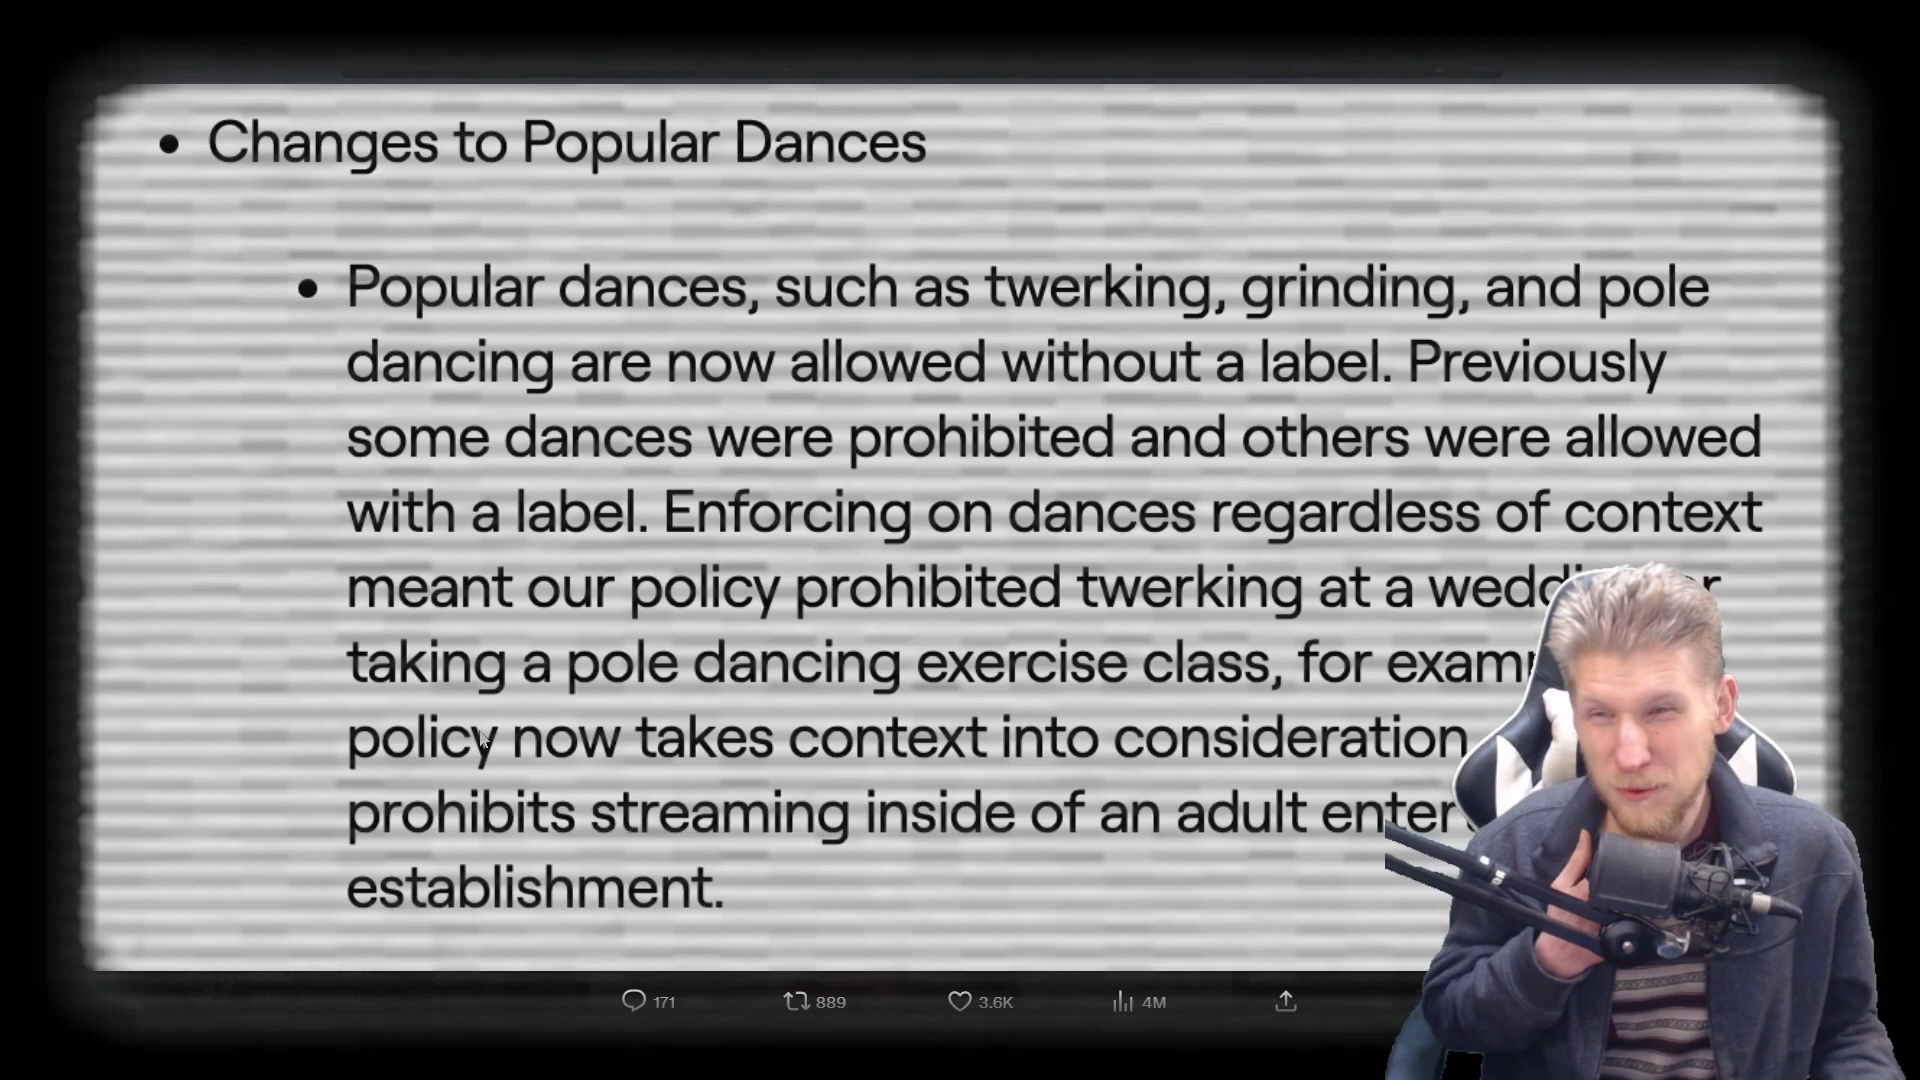 • Changes to Popular Dances
• Popular dances, such as twerking, grinding, and pole
dancing are now allowed without a label. Previously
some dances were prohibited and others were allowed
with a label. Enforcing on dances regardless of context
meant our policy prohibited twerking at a
taking a pole dancing exercise class, for
policy now takes context into consideration
prohibits streaming inside of an adult
establishment.
171 889 3.6K 4M